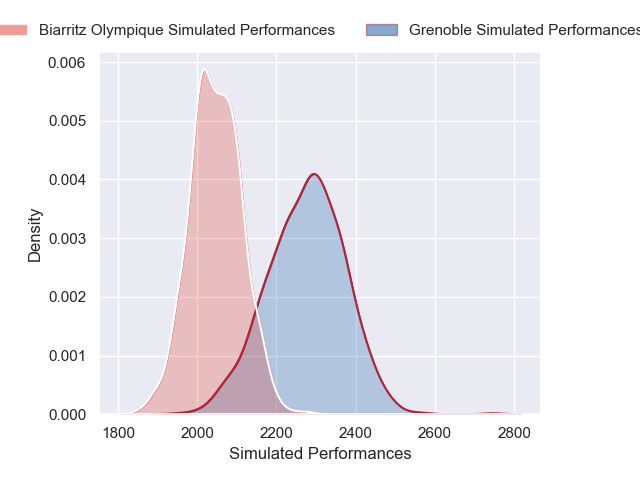 Biarritz Olympique Simulated Performances
Grenoble Simulated Performances
0.006
0.005
0.004
0.003
0.002
0.001
0.000
Density
1800 2000 2200 2400 2600 2800
Simulated Performances